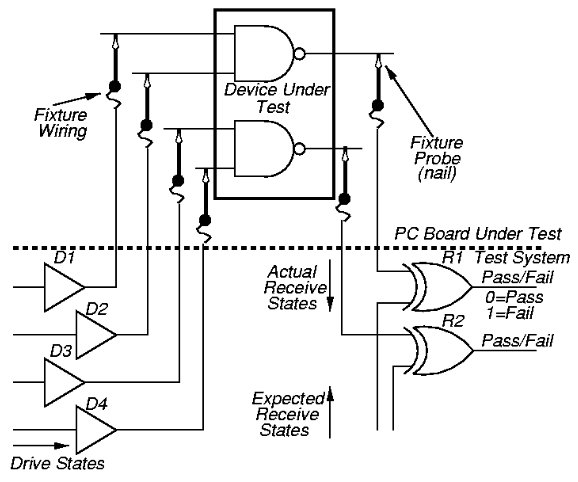 Device Under
Test
Fixture
Wiring
Fixture
Probe
(nail)
PC Board Under Test
Test System
D1
D2
D3
D4
Drive States
Actual
Receive
States
Expected
Receive
States
R1
Pass/Fail
0=Pass
1=Fail
R2
Pass/Fail